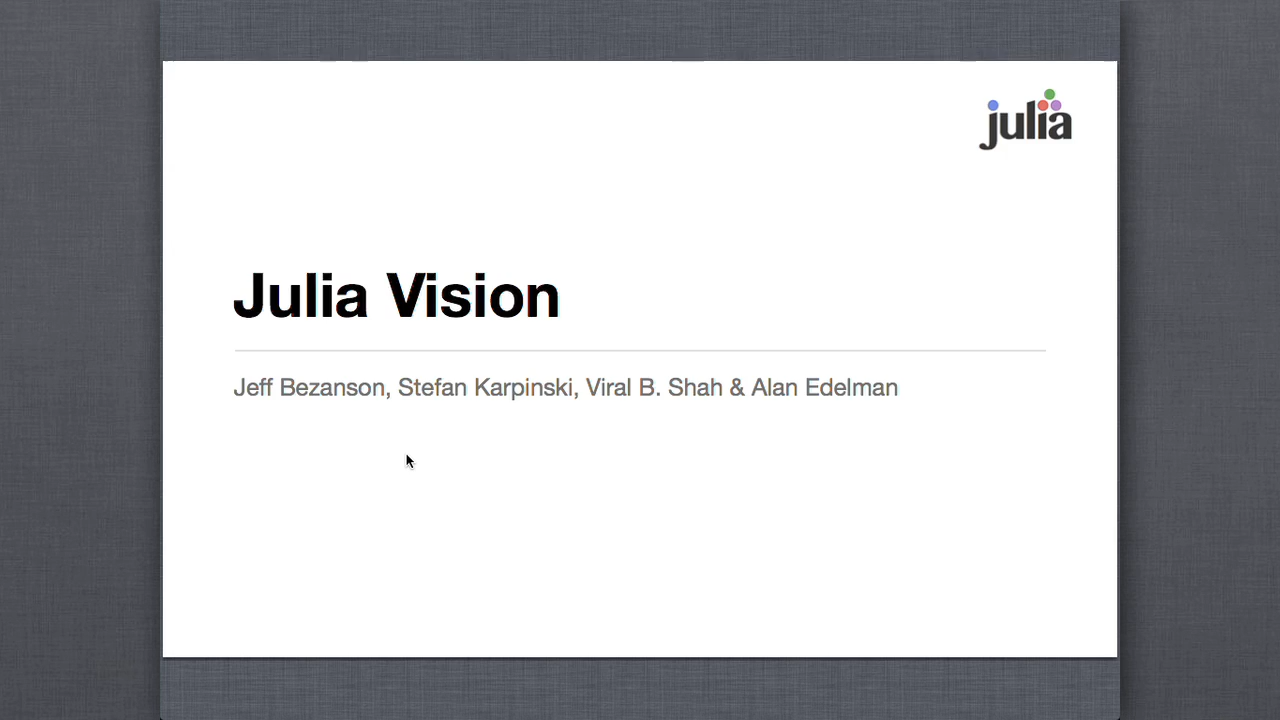 julia
Julia Vision
Jeff Bezanson, Stefan Karpinski, Viral B. Shah & Alan Edelman